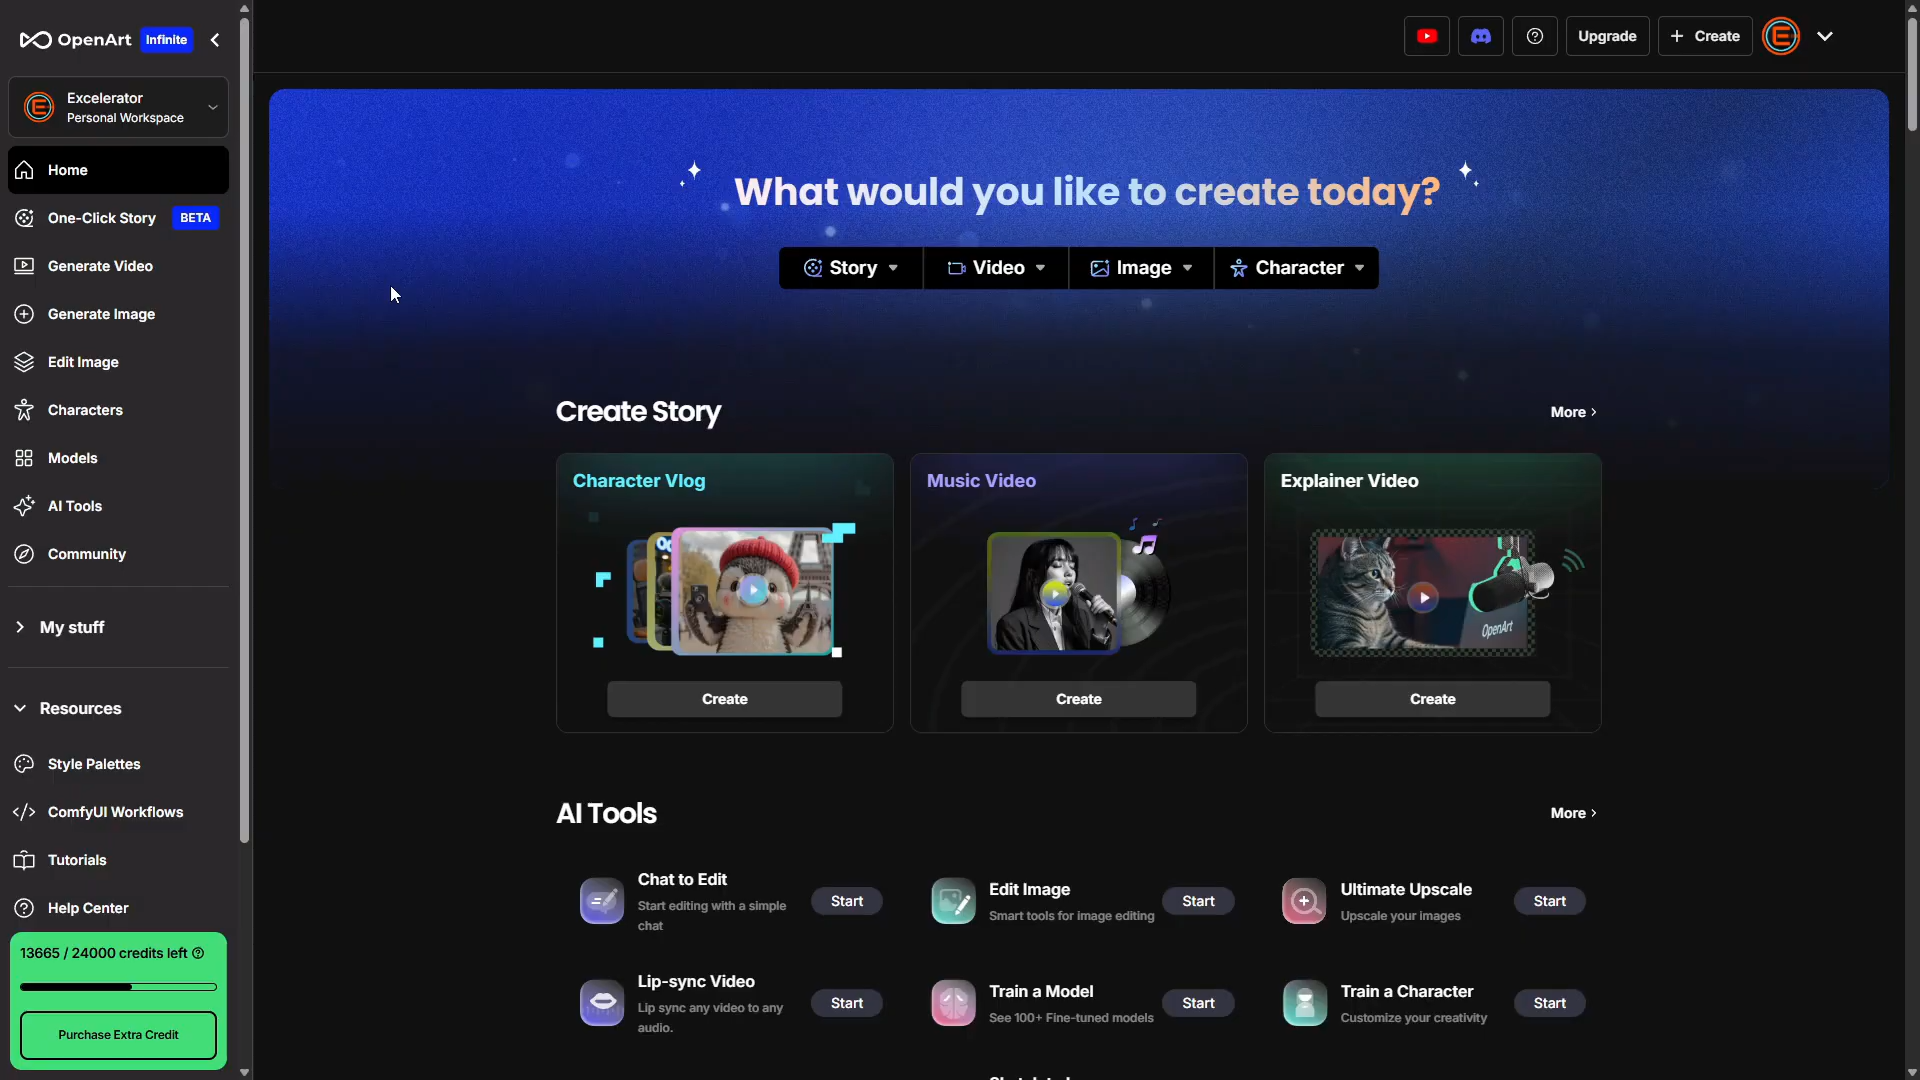 OpenArt Infinite
Excelerator
Personal Workspace
Home
One-Click Story BETA
Generate Video
Generate Image
Edit Image
Characters
Models
AI Tools
Community
My stuff
Resources
Style Palettes
ComfyUI Workflows
Tutorials
Help Center
13665 / 24000 credits left
Purchase Extra Credit
Upgrade
+ Create
What would you like to create today?
Story
Video
Image
Character
Create Story
More >
Character Vlog
Create
Music Video
Create
Explainer Video
OpenArt
Create
AI Tools
More >
Chat to Edit
Start editing with a simple
chat
Start
Edit Image
Smart tools for image editing
Start
Ultimate Upscale
Upscale your images
Start
Lip-sync Video
Lip sync any video to any
audio.
Start
Train a Model
See 100+ Fine-tuned models
Start
Train a Character
Customize your creativity
Start